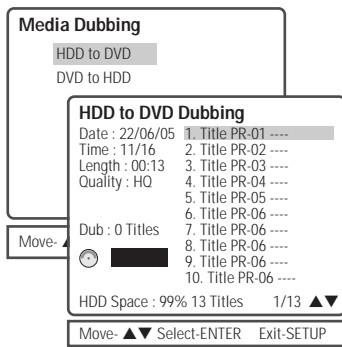 Media Dubbing
HDD to DVD
DVD to HDD
Move- ▲
HDD to DVD Dubbing
Date : 22/06/05 1. Title PR-01 ----
Time : 11/16 2. Title PR-02 ----
Length : 00:13 3. Title PR-03 ----
Quality : HQ 4. Title PR-04 ----
5. Title PR-05 ----
6. Title PR-06 ----
Dub : 0 Titles 7. Title PR-06 ----
8. Title PR-06 ----
9. Title PR-06 ----
10. Title PR-06 ----
HDD Space : 99% 13 Titles 1/13 ▲▼
Move- ▲▼ Select-ENTER Exit-SETUP